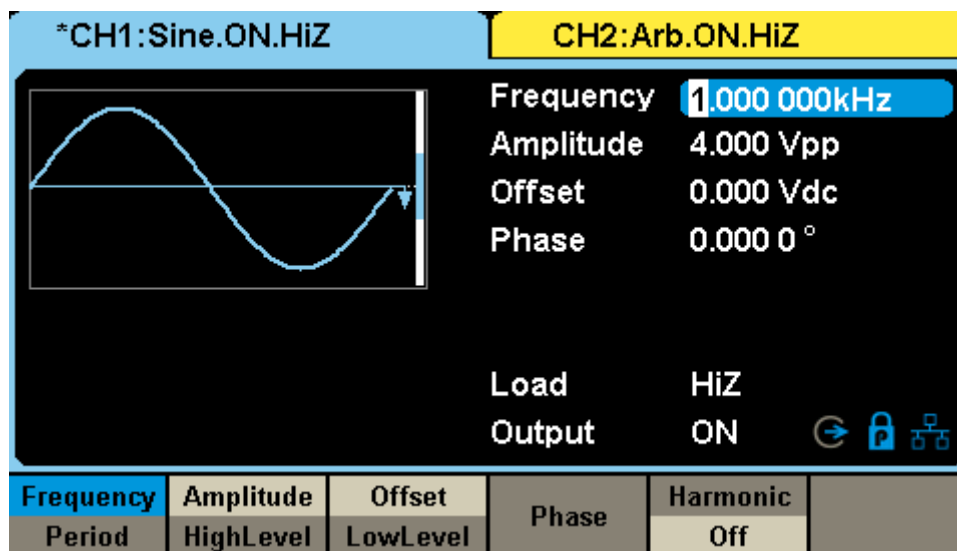 *CH1:Sine.ON.HiZ CH2:Arb.ON.HiZ
Frequency 1.000 000kHz
Amplitude 4.000 Vpp
Offset 0.000 Vdc
Phase 0.000 0 °
Load HiZ
Output ON
Frequency Amplitude Offset Phase Harmonic
Period HighLevel LowLevel Off